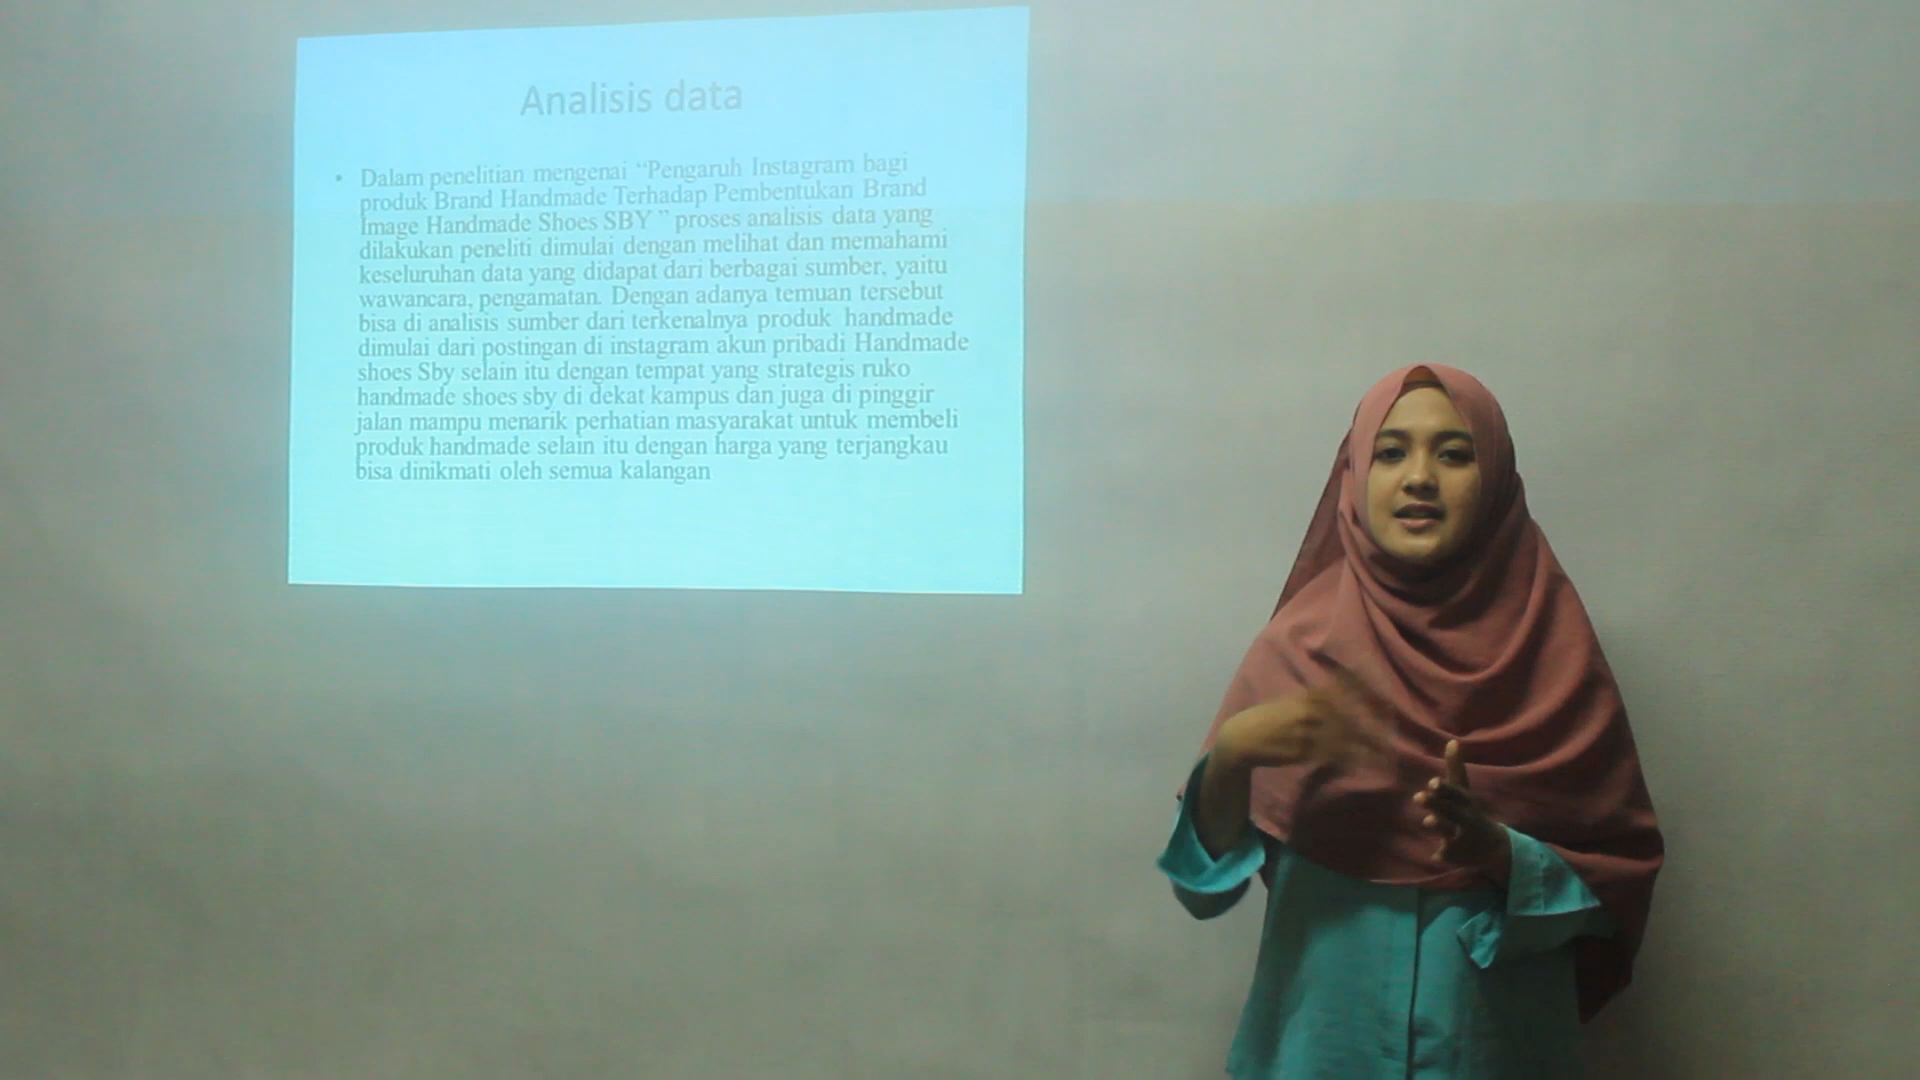 Analisis data
• Dalam penelitian mengenai “Pengaruh Instagram bagi
produk Brand Handmade Terhadap Pembentukan Brand
Image Handmade Shoes SBY ” proses analisis data yang
dilakukan peneliti dimulai dengan melihat dan memahami
keseluruhan data yang didapat dari berbagai sumber, yaitu
wawancara, pengamatan. Dengan adanya temuan tersebut
bisa di analisis sumber dari terkenalnya produk handmade
dimulai dari postingan di instagram akun pribadi Handmade
shoes Sby selain itu dengan tempat yang strategis ruko
handmade shoes sby di dekat kampus dan juga di pinggir
jalan mampu menarik perhatian masyarakat untuk membeli
produk handmade selain itu dengan harga yang terjangkau
bisa dinikmati oleh semua kalangan